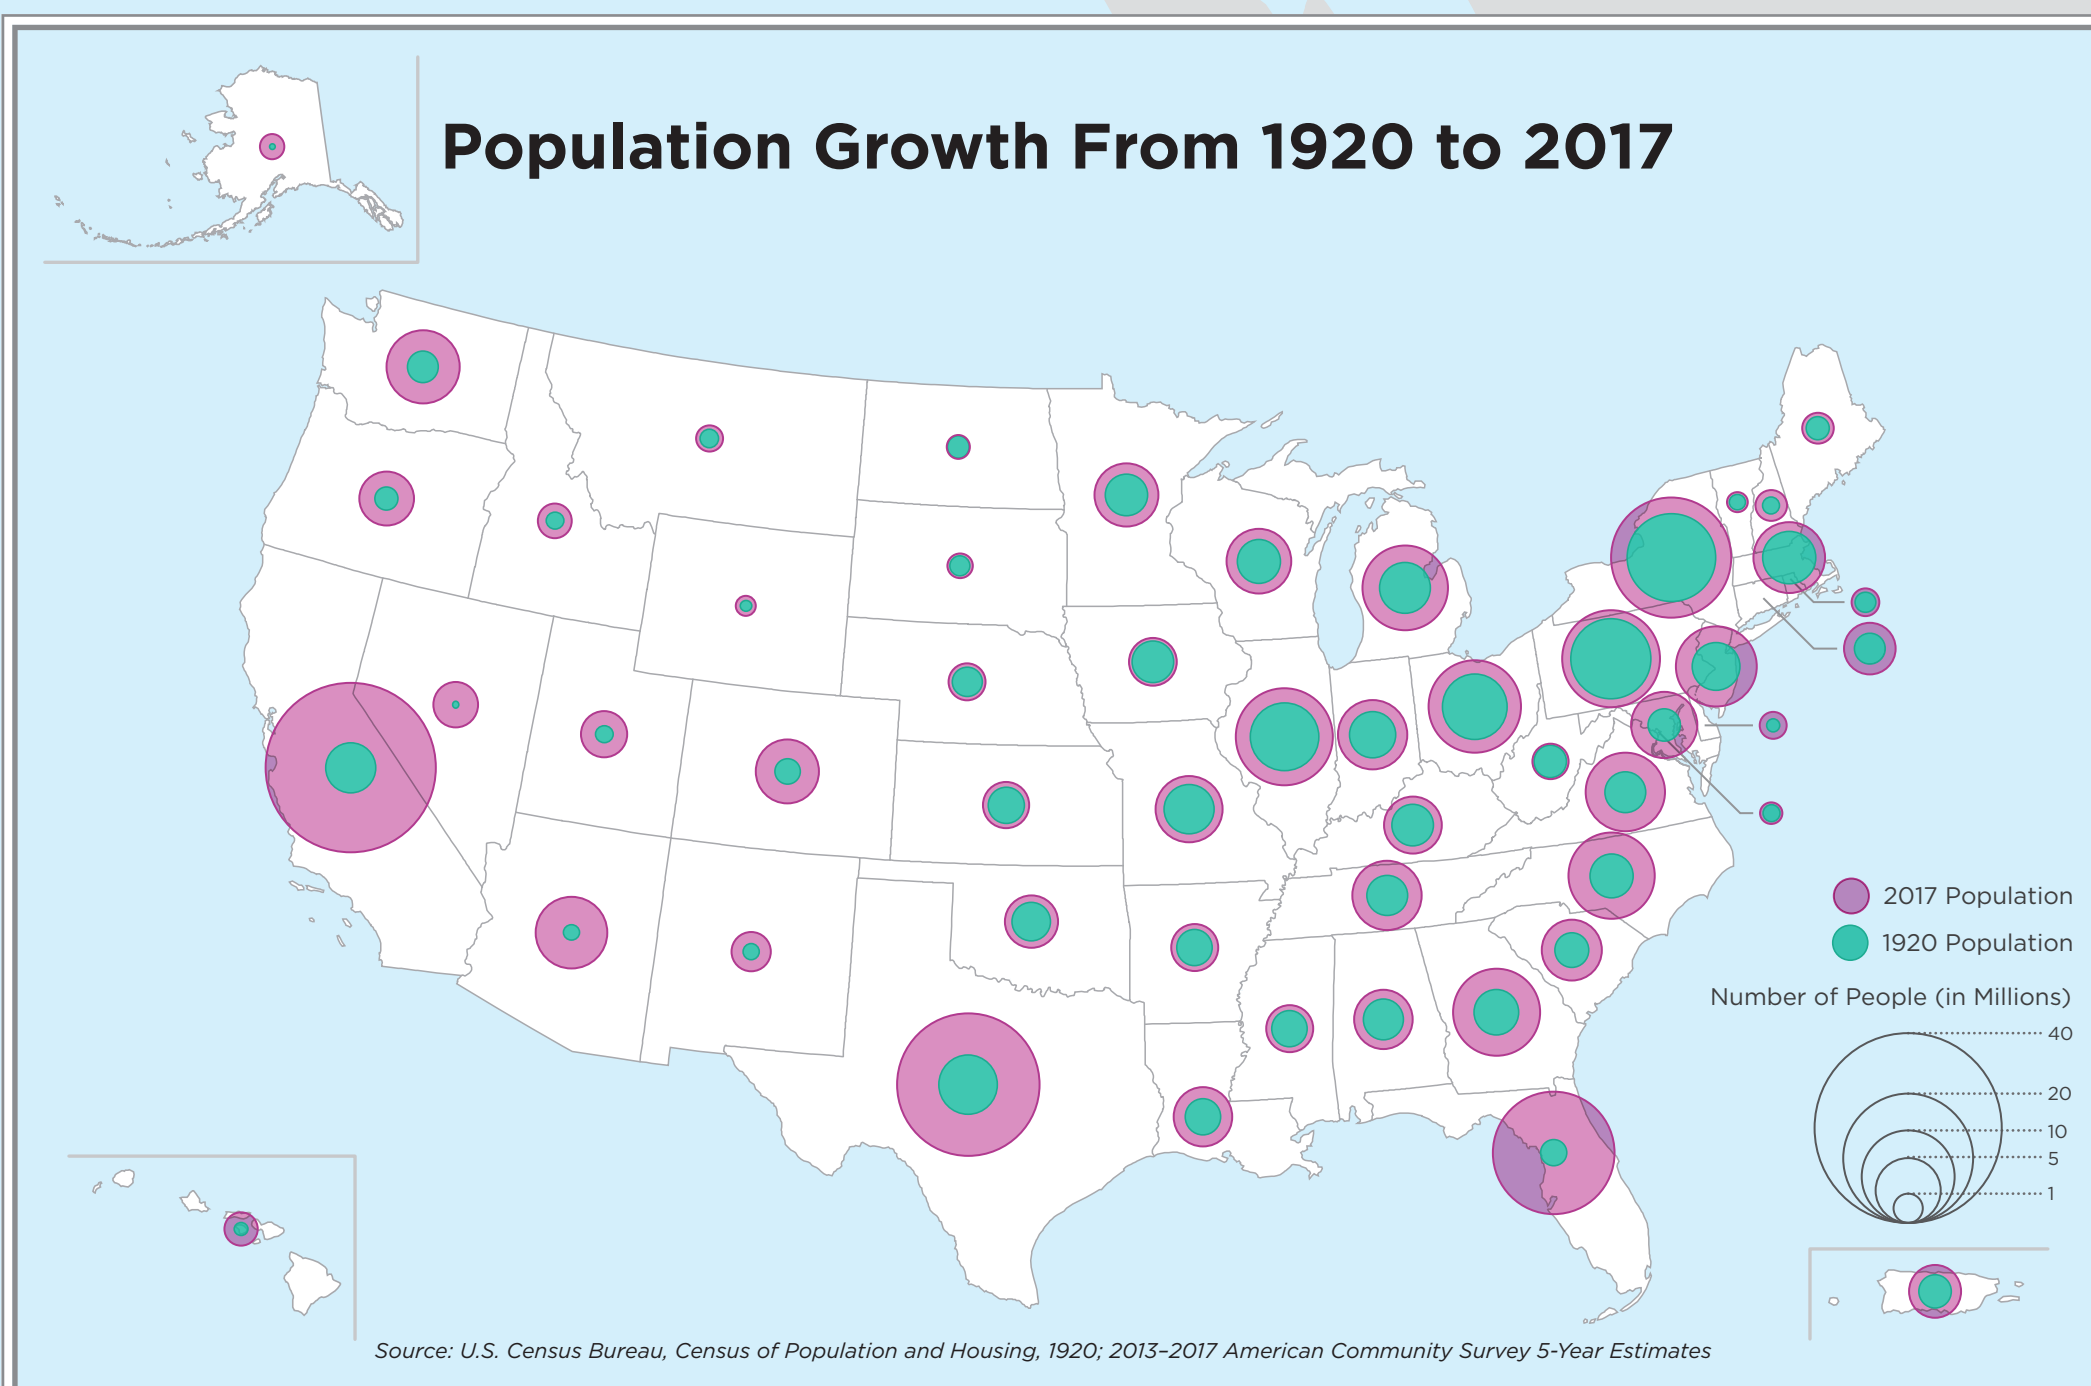 Population Growth From 1920 to 2017
2017 Population
1920 Population
Number of People (in Millions)
40
20
10
5
1
Source: U.S. Census Bureau, Census of Population and Housing, 1920; 2013–2017 American Community Survey 5-Year Estimates